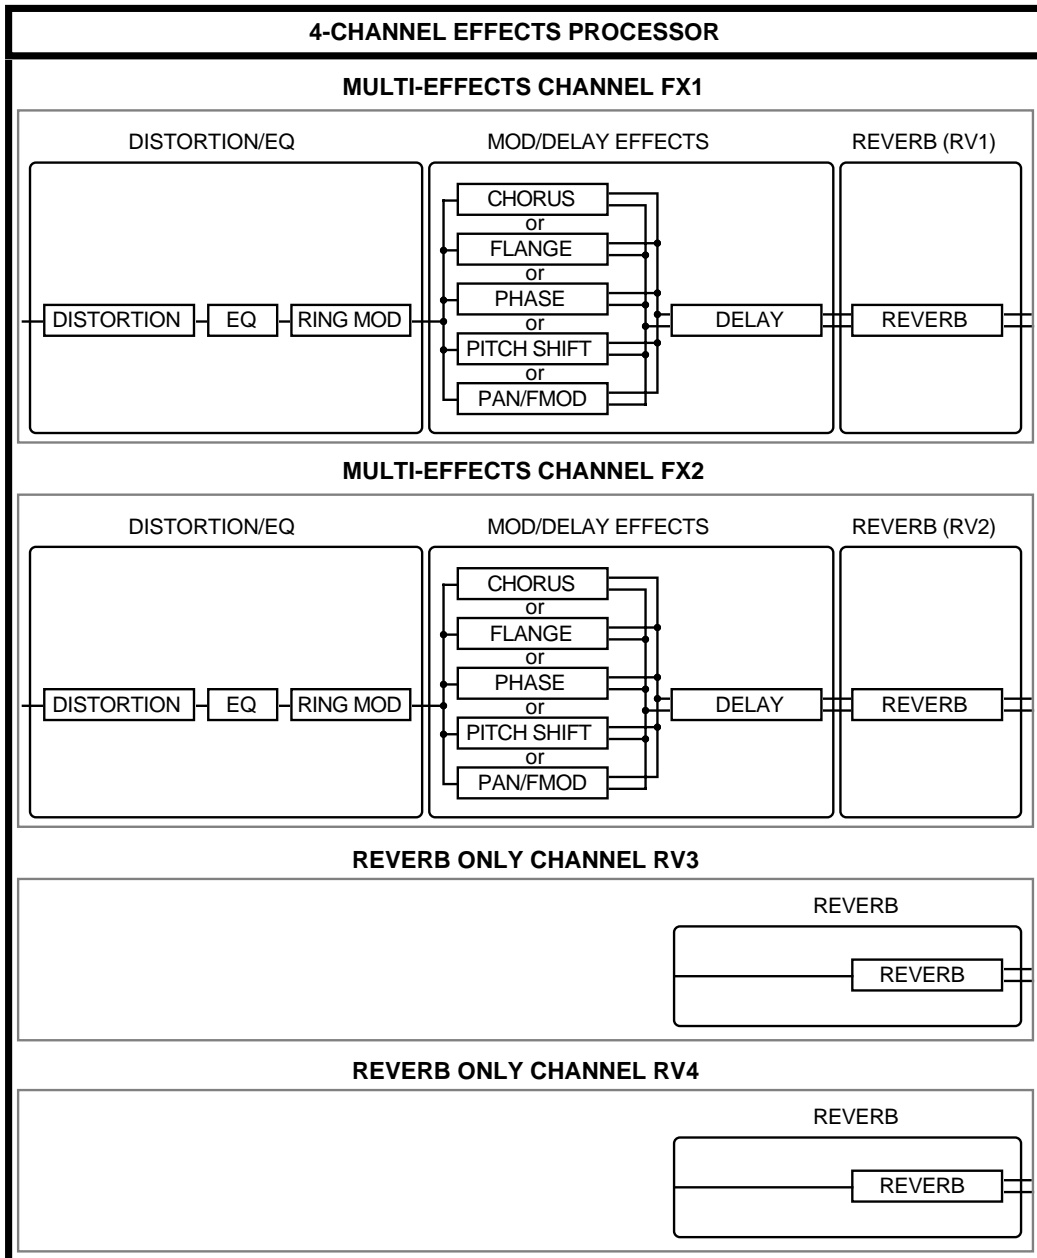 4-CHANNEL EFFECTS PROCESSOR
MULTI-EFFECTS CHANNEL FX1
DISTORTION/EQ MOD/DELAY EFFECTS REVERB (RV1)
CHORUS
or
FLANGE
or
PHASE
DISTORTION EQ RING MOD or DELAY REVERB
PITCH SHIFT
or
PAN/FMOD
MULTI-EFFECTS CHANNEL FX2
DISTORTION/EQ MOD/DELAY EFFECTS REVERB (RV2)
CHORUS
or
FLANGE
or
PHASE
DISTORTION EQ RING MOD or DELAY REVERB
PITCH SHIFT
or
PAN/FMOD
REVERB ONLY CHANNEL RV3
REVERB
REVERB
REVERB ONLY CHANNEL RV4
REVERB
REVERB